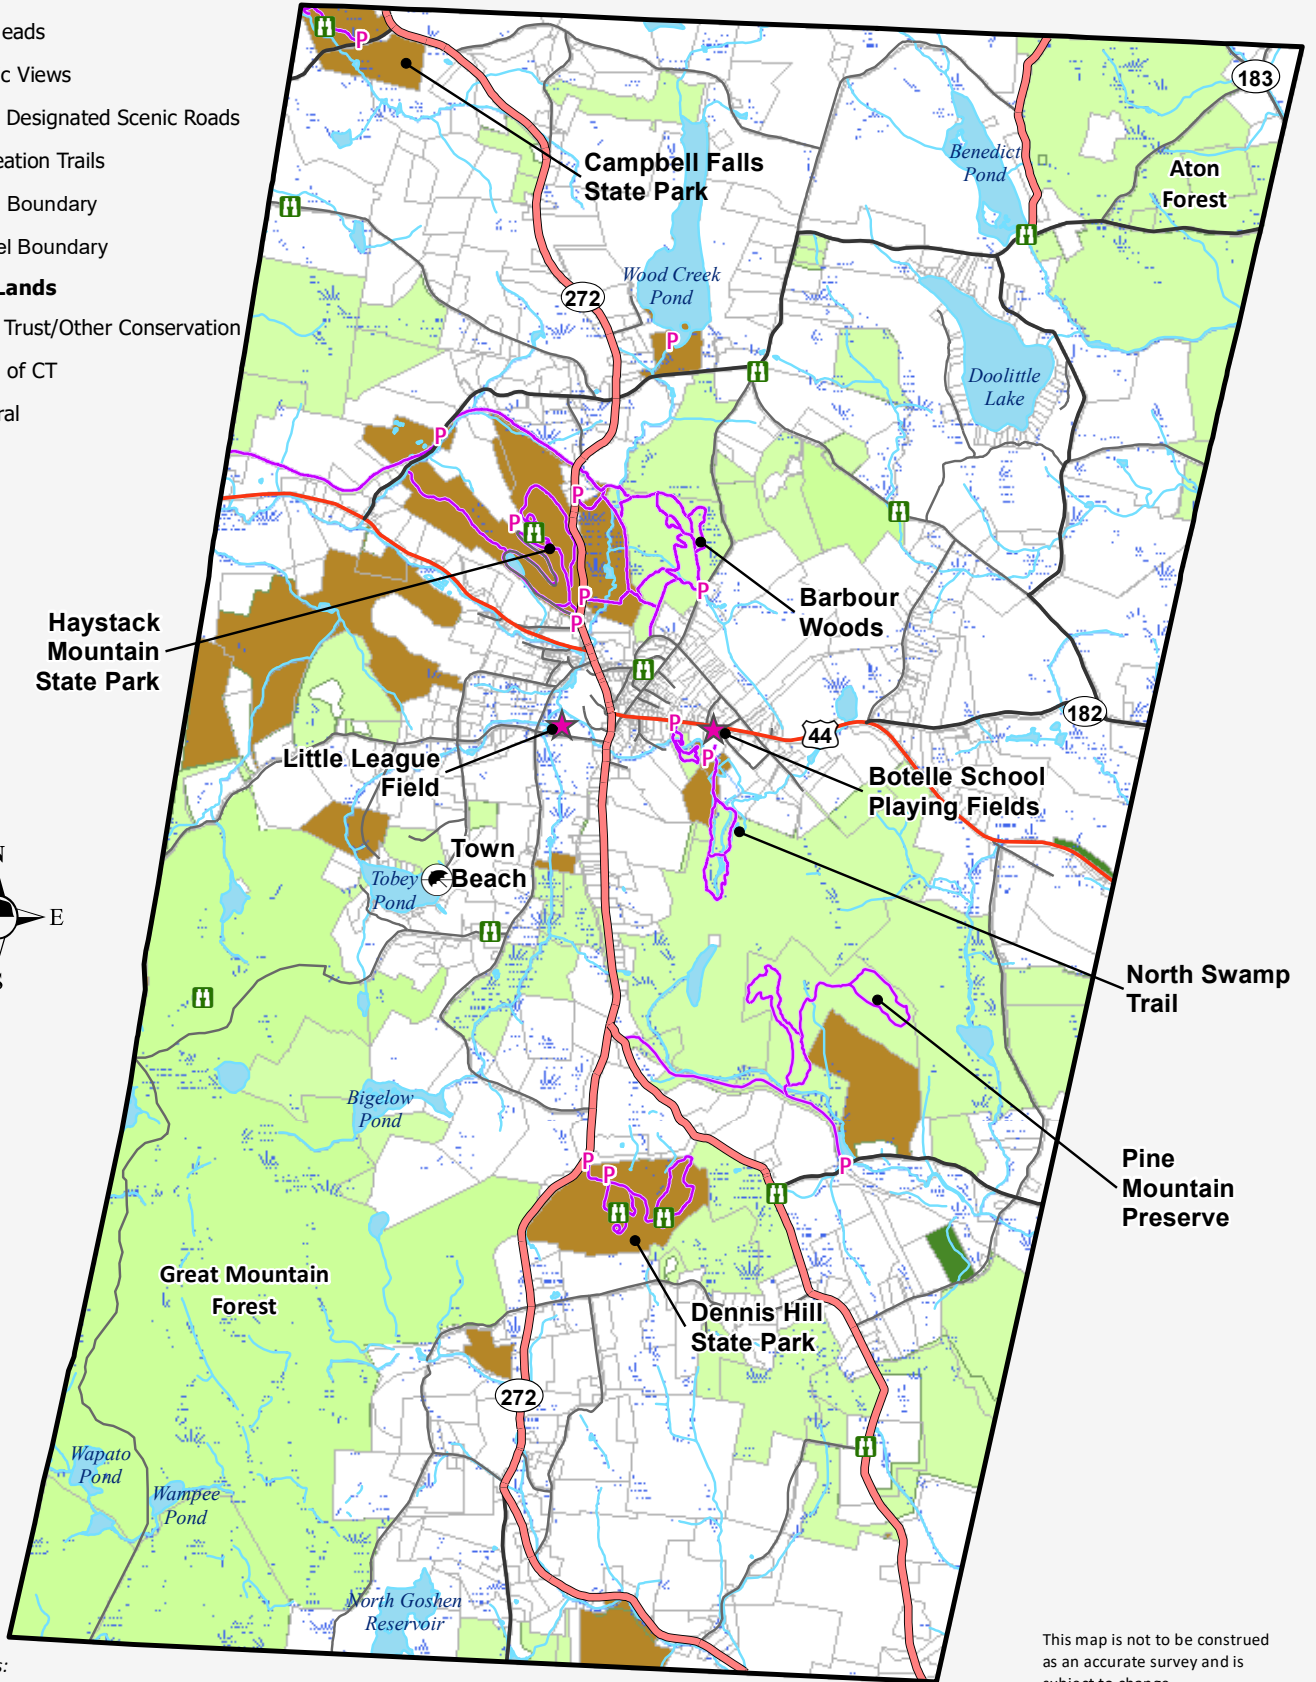 eads
c Views
Designated Scenic Roads
eation Trails
Boundary
el Boundary
Lands
Trust/Other Conservation
of CT
ral
P
183
Benedict
Pond
Aton
Forest
Campbell Falls
State Park
Wood Creek
Pond
272
P
Doolittle
Lake
P
P
P
Haystack
Mountain
State Park
P
P
P
Barbour
Woods
182
P
44
Little League
Field
P
Botelle School
Playing Fields
Town
Beach
Tobey
Pond
N
E
S
North Swamp
Trail
Bigelow
Pond
P
P
P
Pine
Mountain
Preserve
Great Mountain
Forest
Dennis Hill
State Park
272
Wapato
Pond
Wampee
Pond
North Goshen
Reservoir
This map is not to be construed
as an accurate survey and is
subject to change
s: